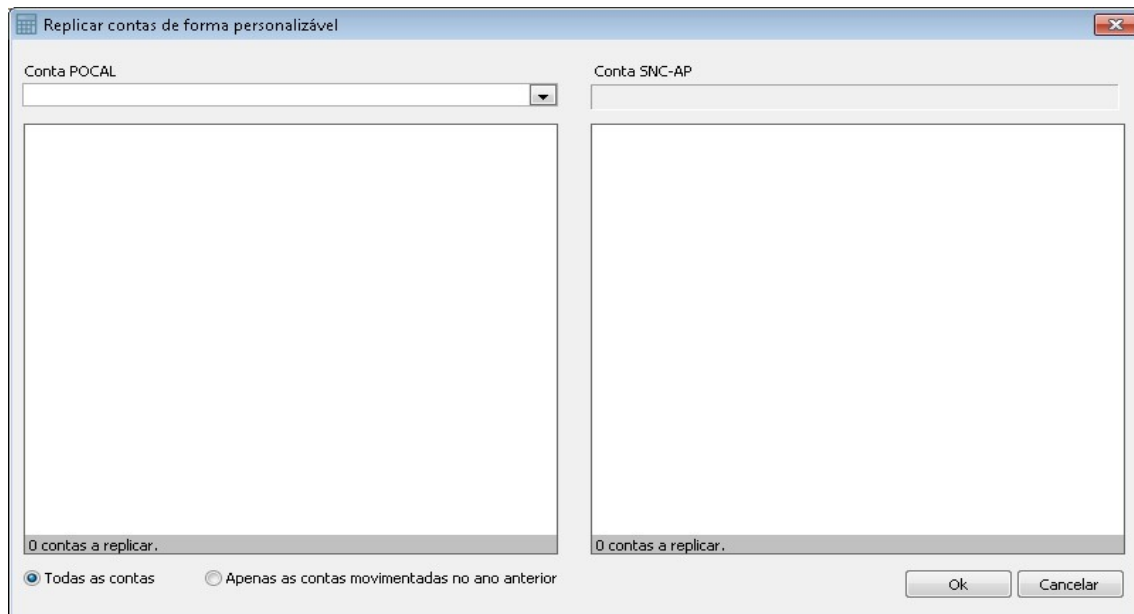 Replicar contas de forma personalizável
Conta POCAL
Conta SNC-AP
0 contas a replicar.
0 contas a replicar.
Todas as contas
Apenas as contas movimentadas no ano anterior
Ok
Cancelar